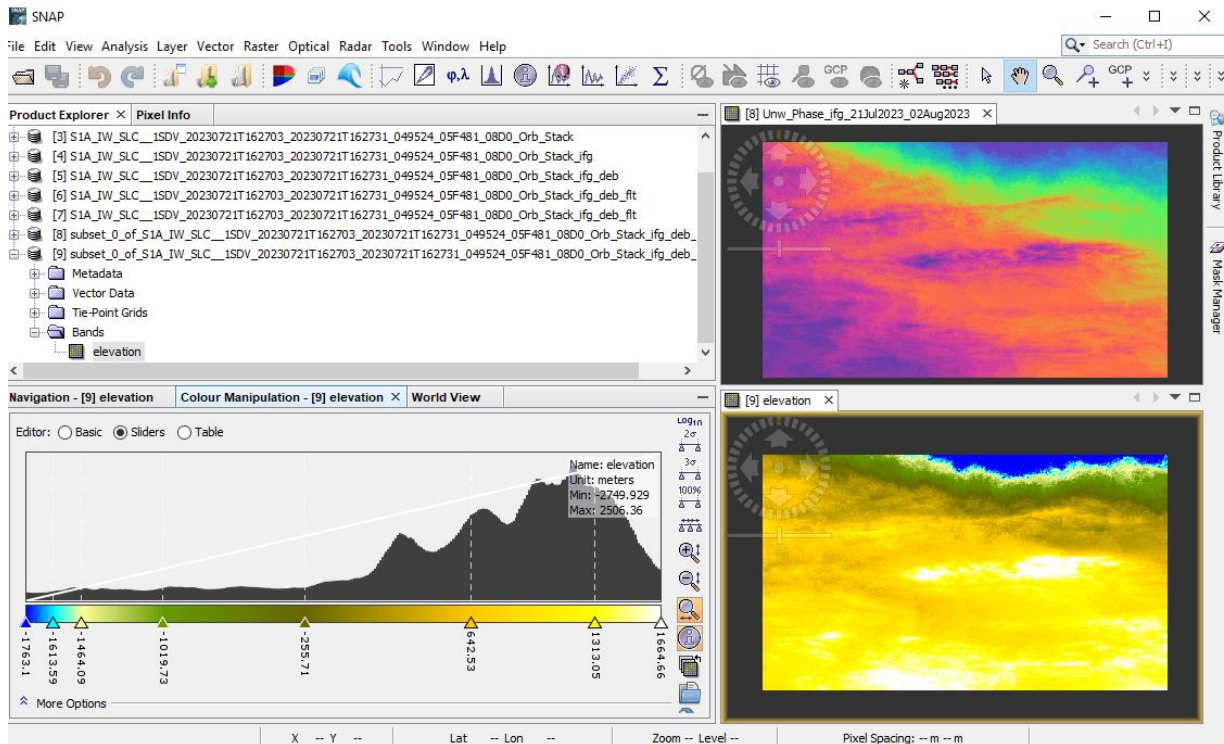 SNAP
File Edit View Analysis Layer Vector Raster Optical Radar Tools Window Help
Search (Ctrl+I)
φ,λ
GCP
GCP
Product Explorer × Pixel Info
[3] S1A_IW_SLC__1SDV_20230721T162703_20230721T162731_049524_05F481_08D0_Orb_Stack
[4] S1A_IW_SLC__1SDV_20230721T162703_20230721T162731_049524_05F481_08D0_Orb_Stack_ifg
[5] S1A_IW_SLC__1SDV_20230721T162703_20230721T162731_049524_05F481_08D0_Orb_Stack_ifg_deb
[6] S1A_IW_SLC__1SDV_20230721T162703_20230721T162731_049524_05F481_08D0_Orb_Stack_ifg_deb_flt
[7] S1A_IW_SLC__1SDV_20230721T162703_20230721T162731_049524_05F481_08D0_Orb_Stack_ifg_deb_flt
[8] subset_0_of_S1A_IW_SLC__1SDV_20230721T162703_20230721T162731_049524_05F481_08D0_Orb_Stack_ifg_deb_
[9] subset_0_of_S1A_IW_SLC__1SDV_20230721T162703_20230721T162731_049524_05F481_08D0_Orb_Stack_ifg_deb_
Metadata
Vector Data
Tie-Point Grids
Bands
elevation
[8] Unw_Phase_ifg_21Jul2023_02Aug2023
Product Library
Mask Manager
Navigation - [9] elevation Colour Manipulation - [9] elevation × World View
Editor: Basic Sliders Table
Name: elevation
Unit: meters
Min: -2749.929
Max: 2506.36
Log10
2σ
3σ
100%
-1763.1
-1613.59
-1464.09
-1019.73
-255.71
642.53
1313.05
1664.66
More Options
[9] elevation
X -- Y -- Lat -- Lon -- Zoom -- Level -- Pixel Spacing: -- m -- m